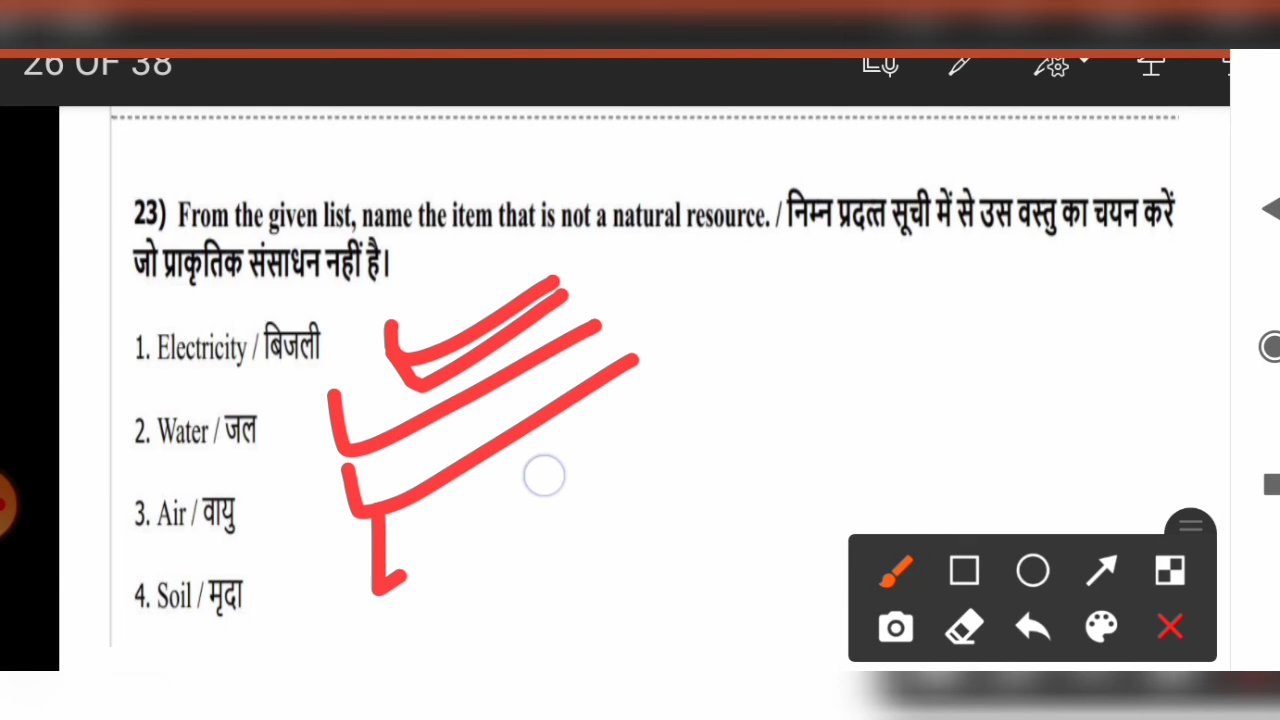 26 OF 38
23) From the given list, name the item that is not a natural resource. / निम्न प्रदत्त सूची में से उस वस्तु का चयन करें
जो प्राकृतिक संसाधन नहीं है।
1. Electricity / बिजली
2. Water / जल
3. Air / वायु
4. Soil / मृदा